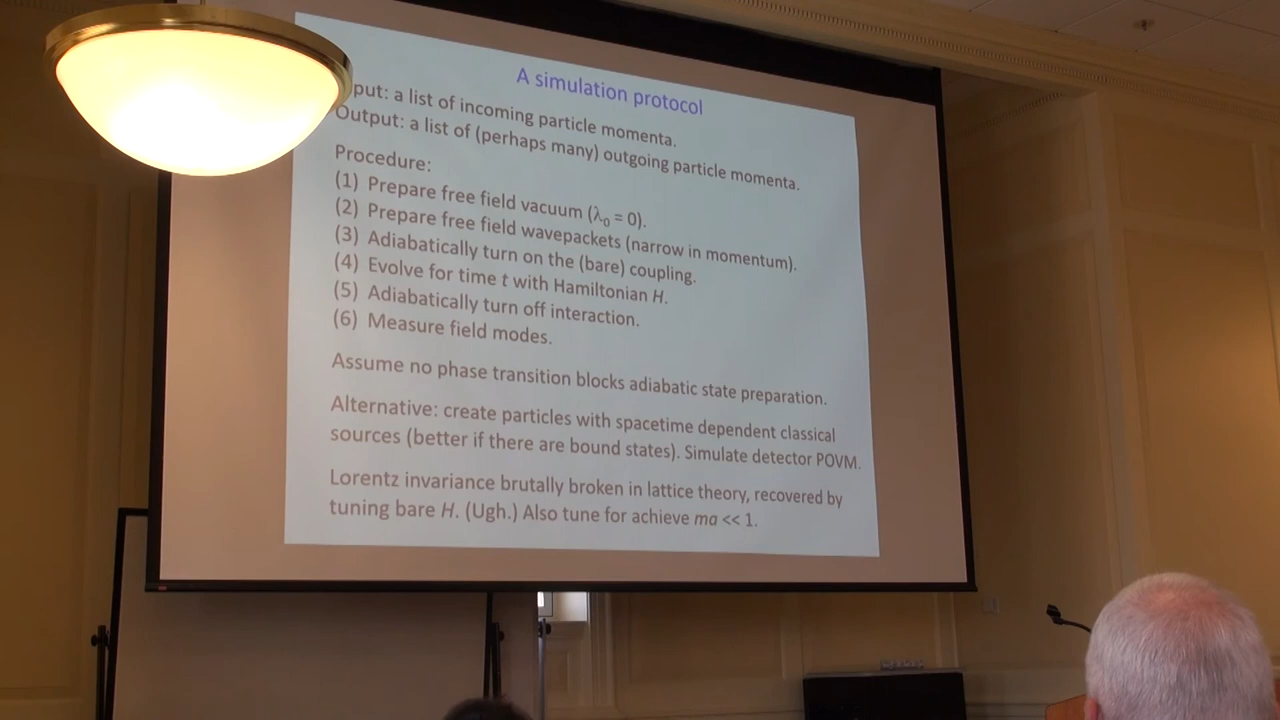 A simulation protocol
put: a list of incoming particle momenta.
Output: a list of (perhaps many) outgoing particle momenta.
Procedure:
(1) Prepare free field vacuum (λ₀ = 0).
(2) Prepare free field wavepackets (narrow in momentum).
(3) Adiabatically turn on the (bare) coupling.
(4) Evolve for time t with Hamiltonian H.
(5) Adiabatically turn off interaction.
(6) Measure field modes.
Assume no phase transition blocks adiabatic state preparation.
Alternative: create particles with spacetime dependent classical
sources (better if there are bound states). Simulate detector POVM.
Lorentz invariance brutally broken in lattice theory, recovered by
tuning bare H. (Ugh.) Also tune for achieve ma << 1.